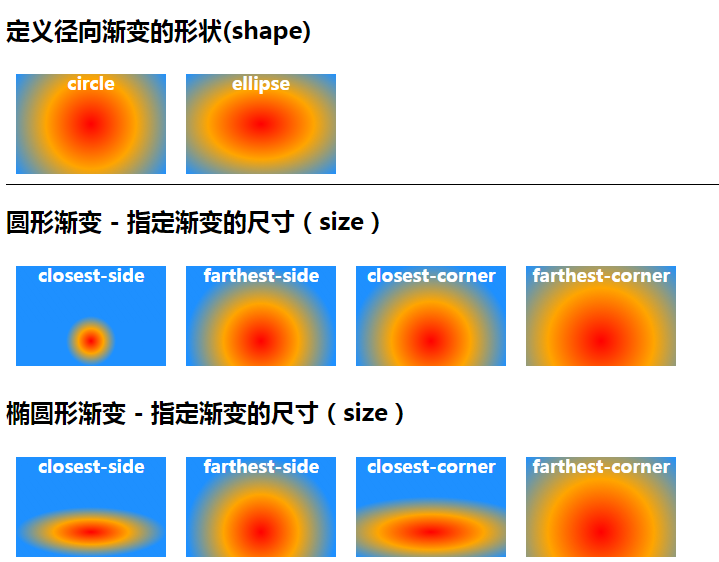 定义径向渐变的形状(shape)
circle ellipse
圆形渐变 - 指定渐变的尺寸（size）
closest-side farthest-side closest-corner farthest-corner
椭圆形渐变 - 指定渐变的尺寸（size）
closest-side farthest-side closest-corner farthest-corner